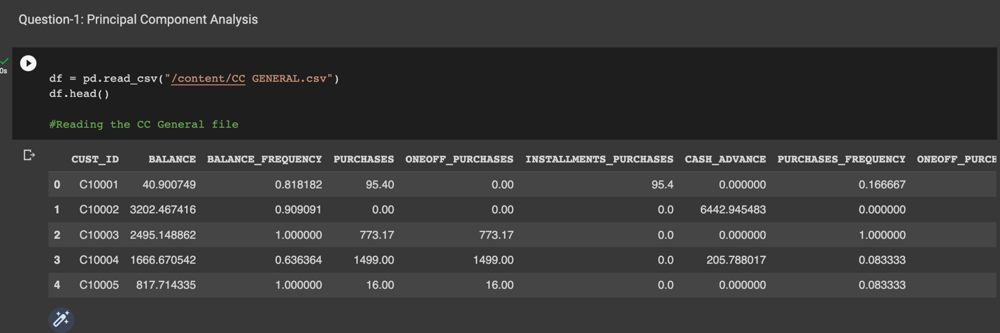 Question-1: Principal Component Analysis
0s
df = pd.read_csv("/content/CC GENERAL.csv")
df.head()
#Reading the CC General file
CUST_ID BALANCE BALANCE_FREQUENCY PURCHASES ONEOFF_PURCHASES INSTALLMENTS_PURCHASES CASH_ADVANCE PURCHASES_FREQUENCY ONEOFF_PURCH
0 C10001 40.900749 0.818182 95.40 0.00 95.4 0.000000 0.166667
1 C10002 3202.467416 0.909091 0.00 0.00 0.0 6442.945483 0.000000
2 C10003 2495.148862 1.000000 773.17 773.17 0.0 0.000000 1.000000
3 C10004 1666.670542 0.636364 1499.00 1499.00 0.0 205.788017 0.083333
4 C10005 817.714335 1.000000 16.00 16.00 0.0 0.000000 0.083333